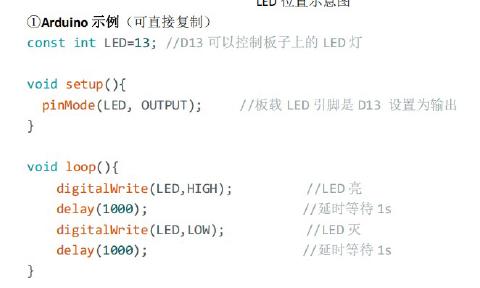 LED 位置示意图
①Arduino 示例（可直接复制）
const int LED=13; //D13 可以控制板子上的 LED 灯
void setup(){
pinMode(LED, OUTPUT); //板载 LED 引脚是 D13 设置为输出
}
void loop(){
digitalWrite(LED,HIGH); //LED 亮
delay(1000); //延时等待 1s
digitalWrite(LED,LOW); //LED 灭
delay(1000); //延时等待 1s
}